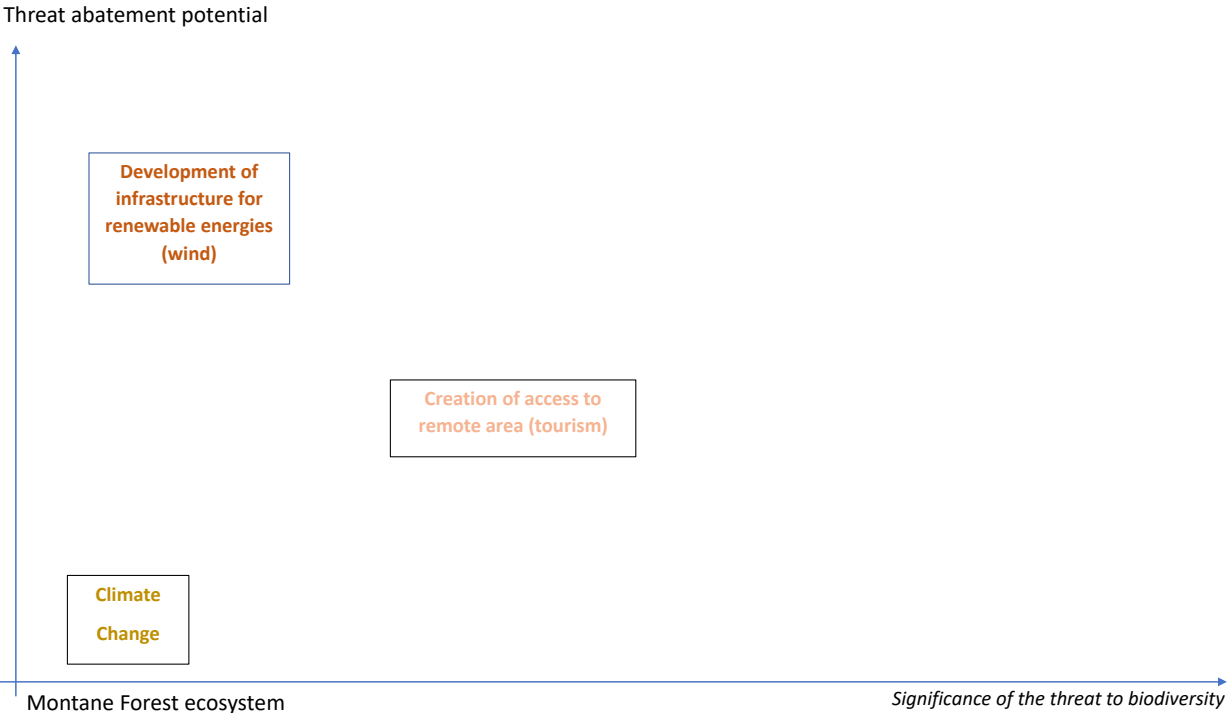 Threat abatement potential
Development of
infrastructure for
renewable energies
(wind)
Creation of access to
remote area (tourism)
Climate
Change
Montane Forest ecosystem
Significance of the threat to biodiversity